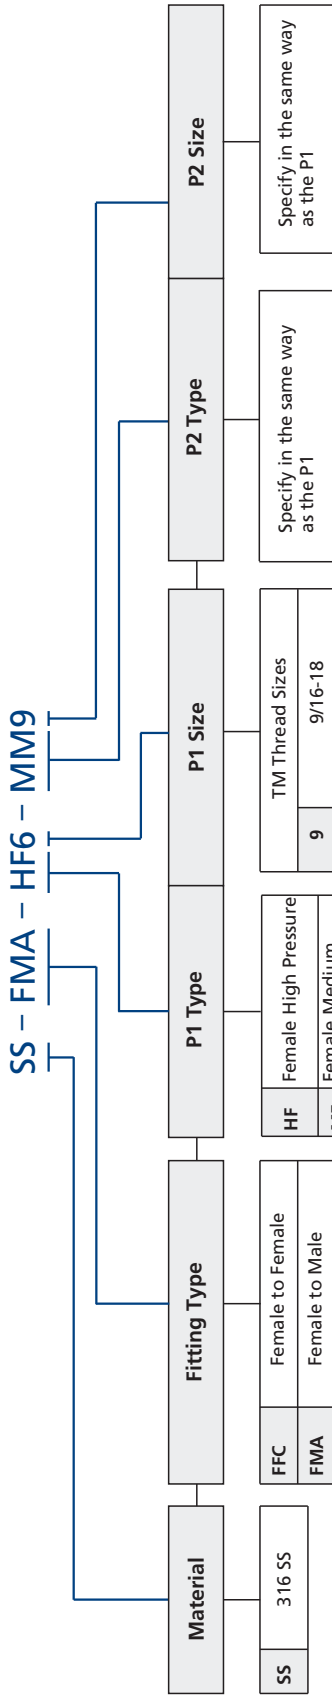 SS – FMA – HF6 – MM9
Material
Fitting Type
P1 Type
P1 Size
P2 Type
P2 Size
SS 316 SS
FFC Female to Female
FMA Female to Male
HF Female High Pressure
Female Medium
TM Thread Sizes
9 9/16-18
Specify in the same way
as the P1
Specify in the same way
as the P1